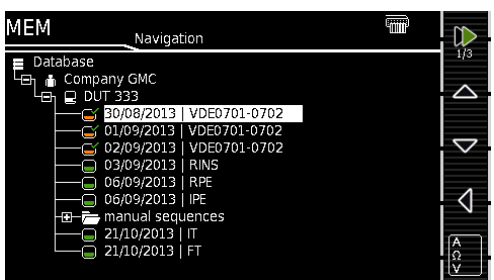 MEM
Navigation
1/3
Database
Company GMC
DUT 333
30/08/2013 | VDE0701-0702
01/09/2013 | VDE0701-0702
02/09/2013 | VDE0701-0702
03/09/2013 | RINS
06/09/2013 | RPE
06/09/2013 | IPE
manual sequences
21/10/2013 | IT
21/10/2013 | FT
A
Ω
V